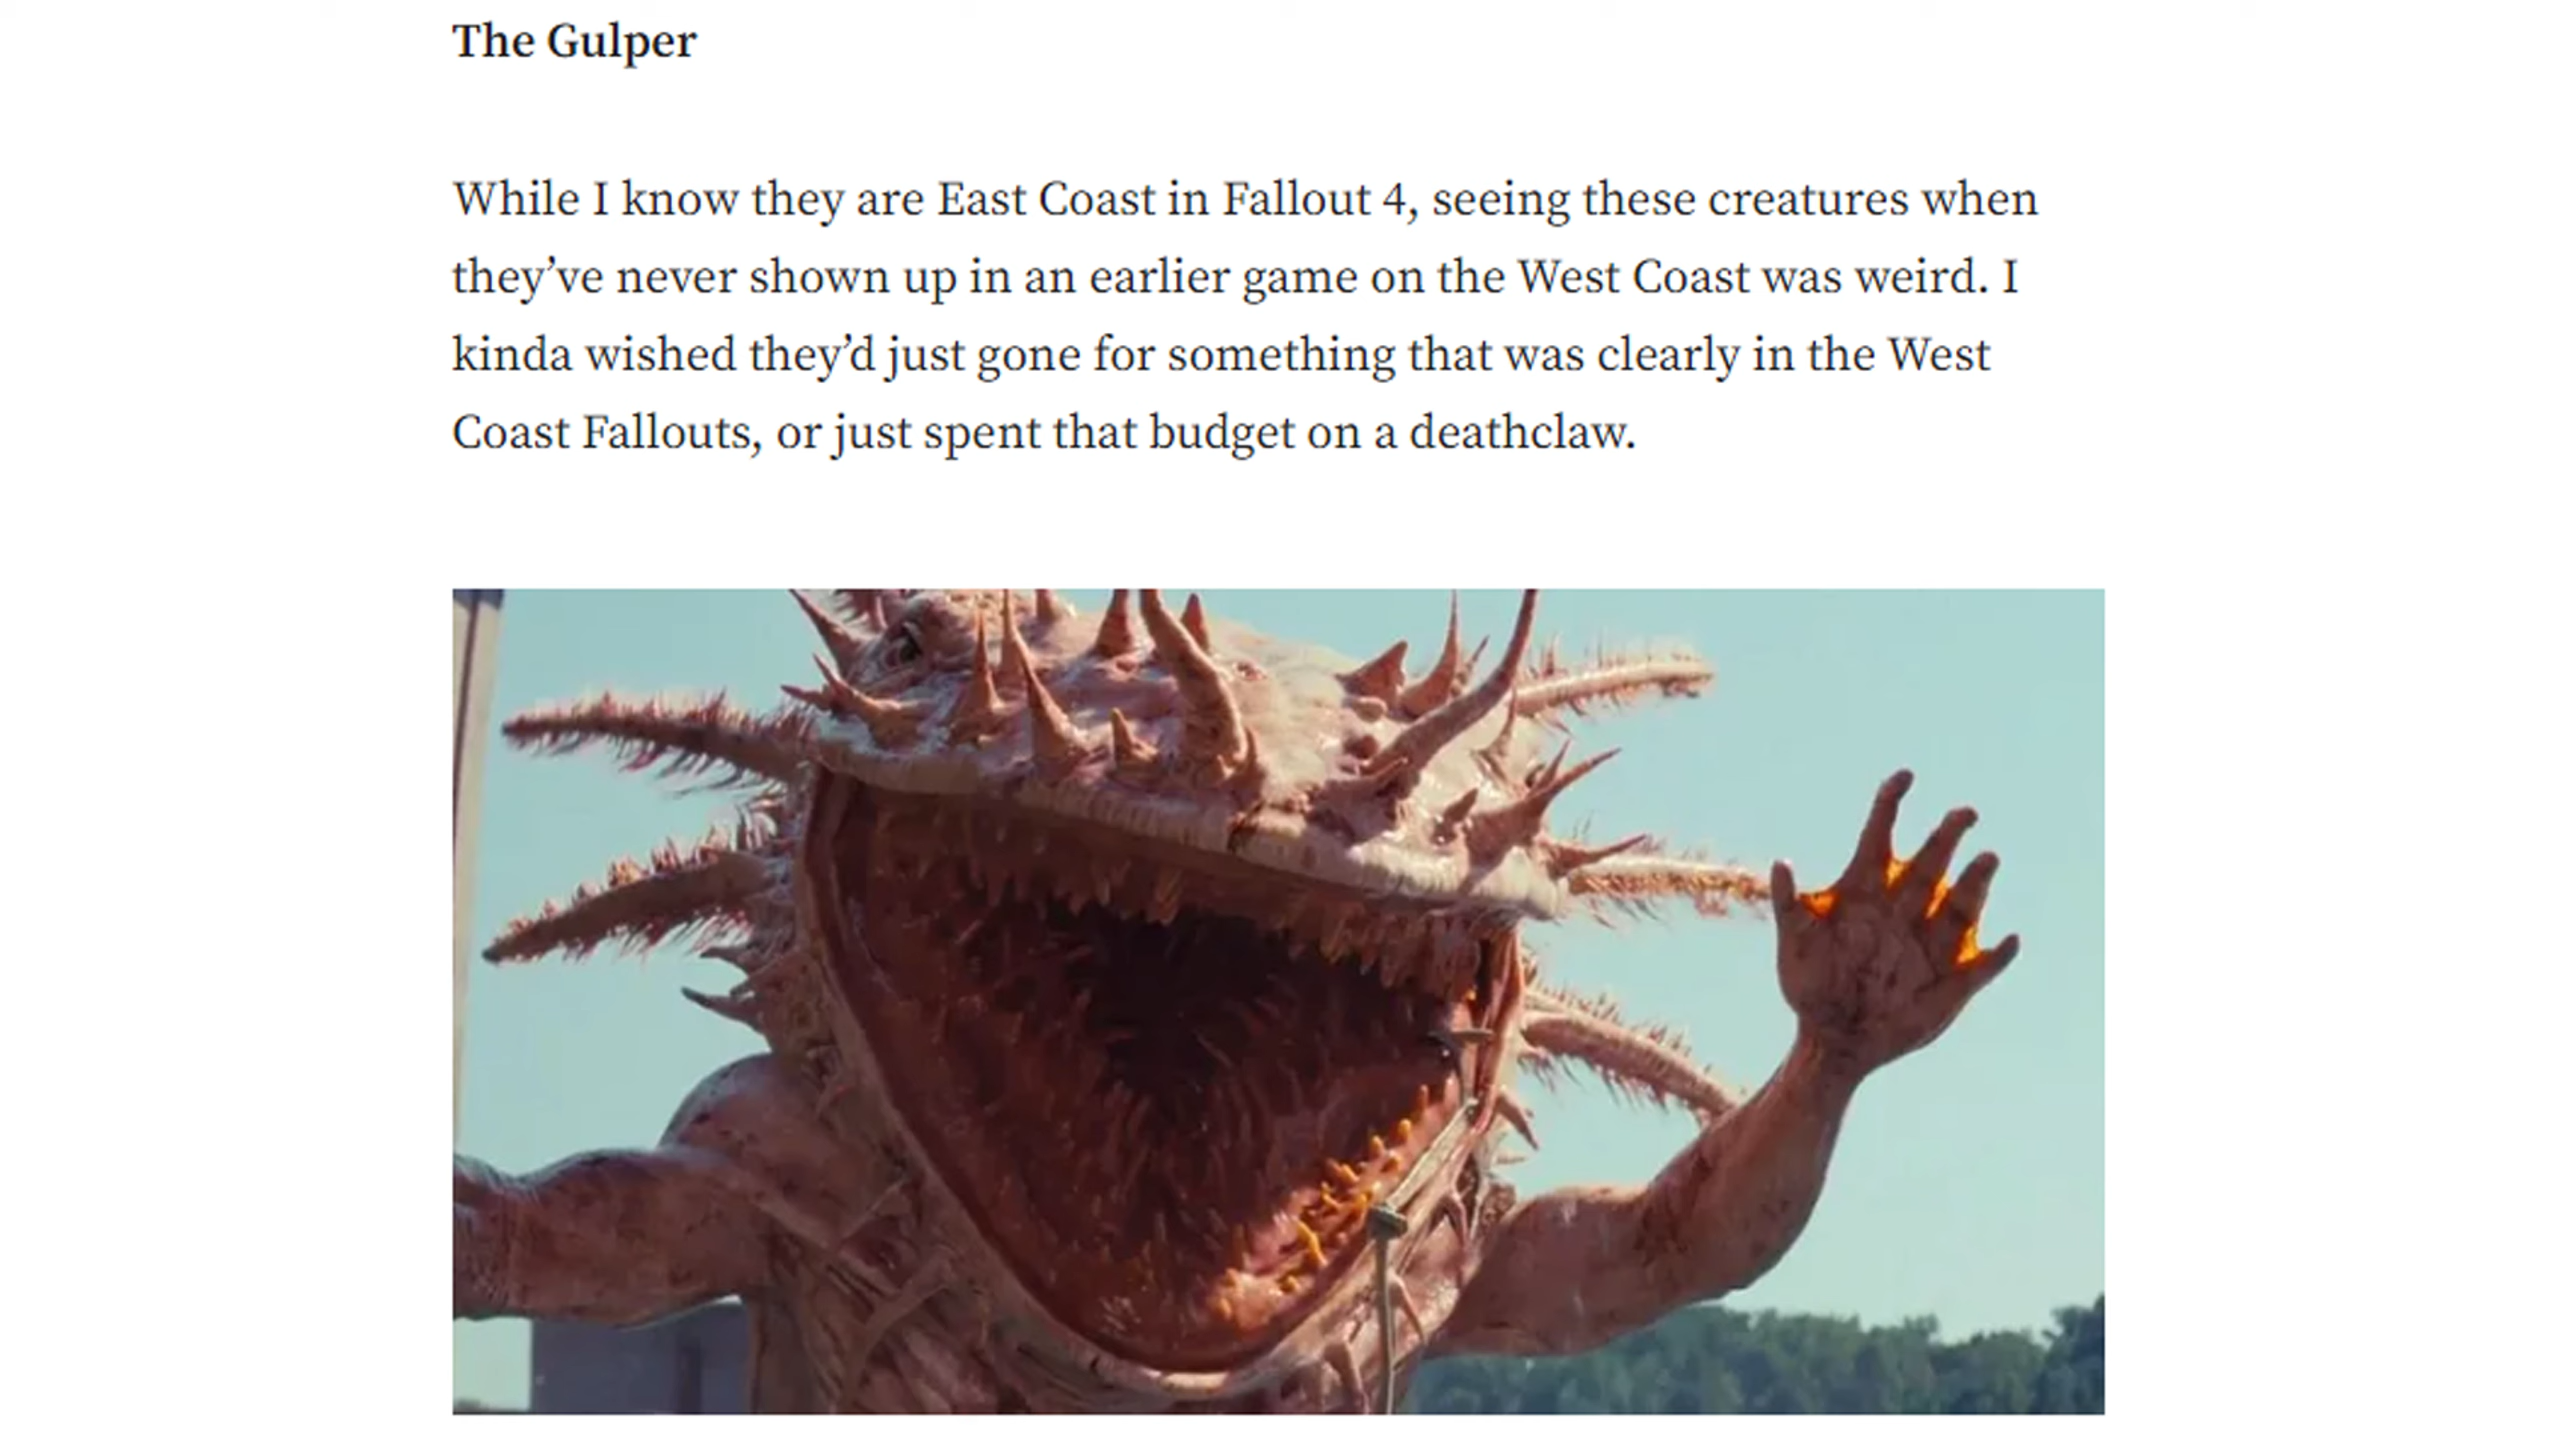 The Gulper
While I know they are East Coast in Fallout 4, seeing these creatures when
they’ve never shown up in an earlier game on the West Coast was weird. I
kinda wished they’d just gone for something that was clearly in the West
Coast Fallouts, or just spent that budget on a deathclaw.